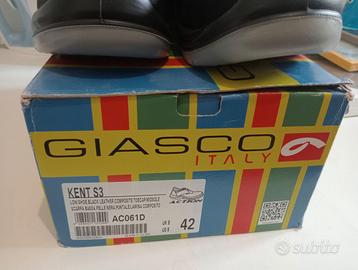 GIASCO
ITALY
KENT S3
LOW SHOE,BLACK LEATHER,COMPOSITE TOECAP/MIDSOLE
SCARPA BASSA PELLE NERA PUNTALE/LAMINA COMPOSITO
ACTION
AC061D
42
subito